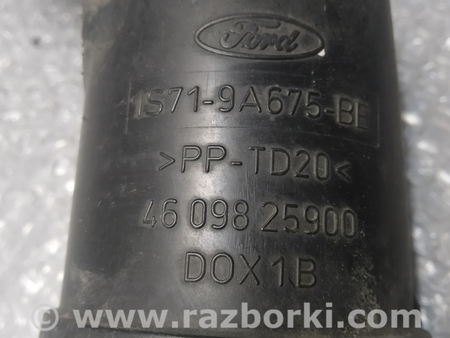 Ford
1S71-9A675-BE
>PP-TD20<
46 098 25900
DOX1B
© www.razborki.com